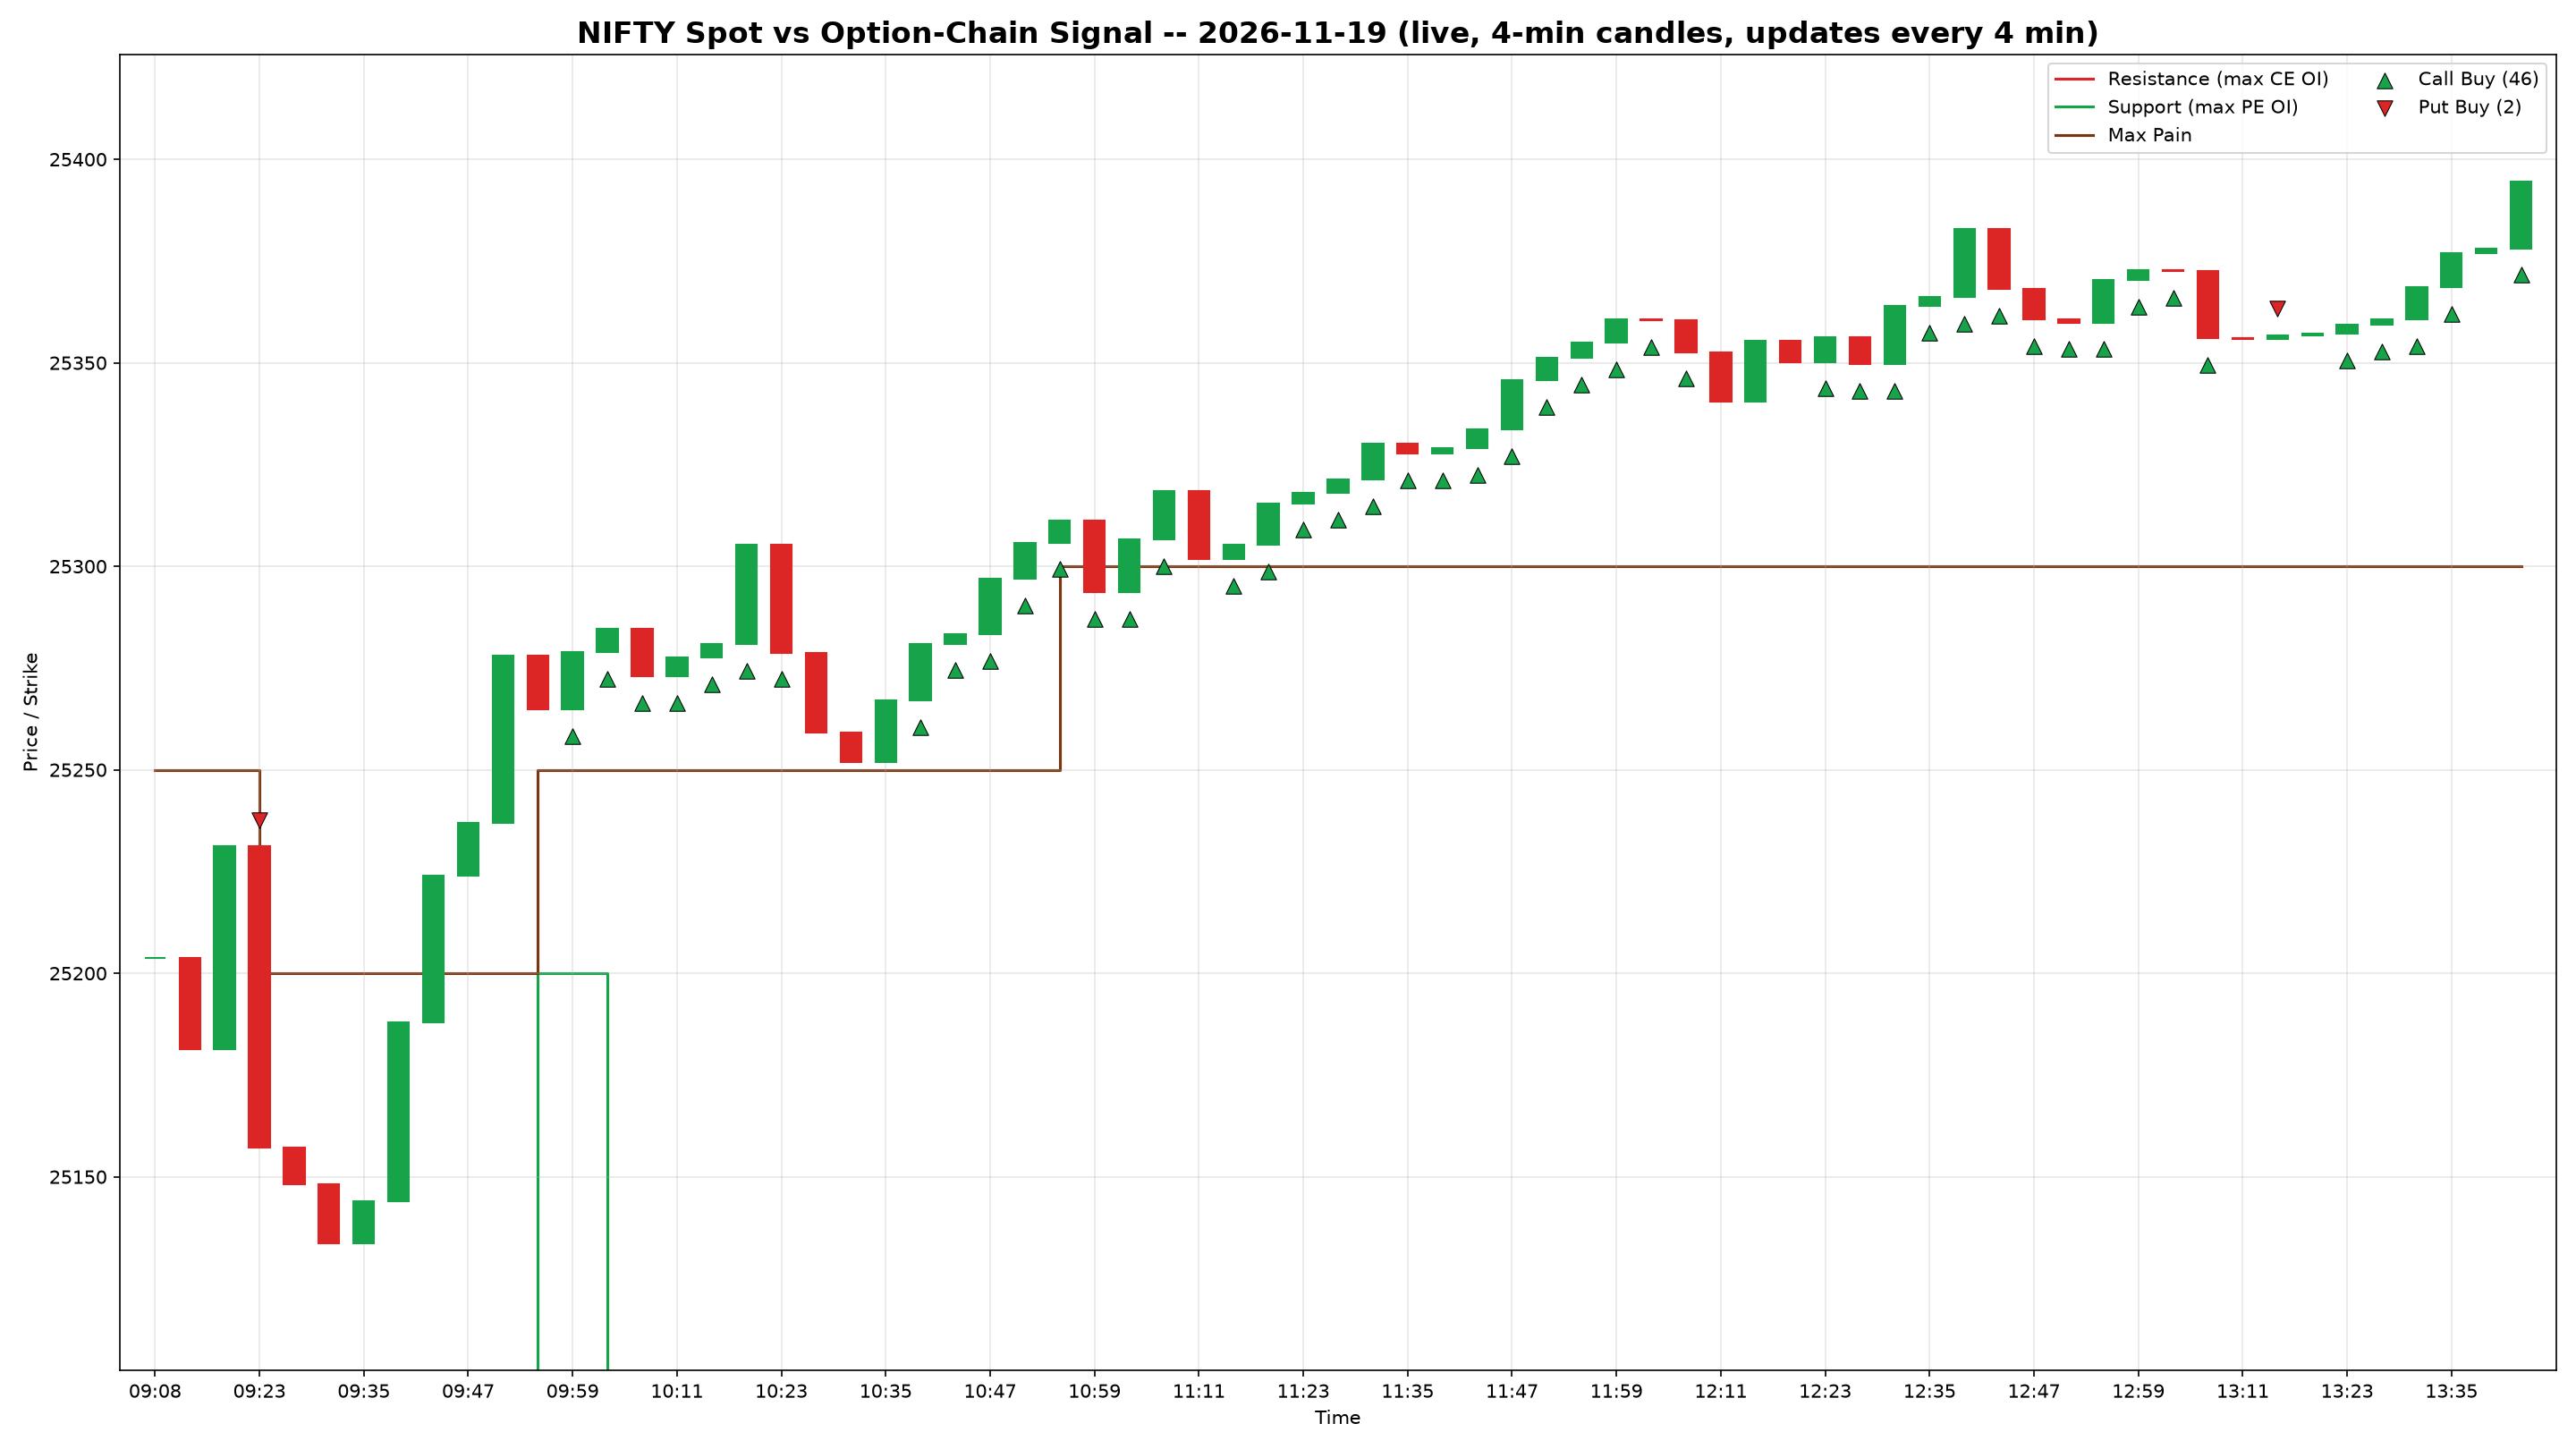 NIFTY Spot vs Option-Chain Signal -- 2026-11-19 (live, 4-min candles, updates every 4 min)
Resistance (max CE OI)
Support (max PE OI)
Max Pain
Call Buy (46)
Put Buy (2)
Price / Strike
25400
25350
25300
25250
25200
25150
09:08 09:23 09:35 09:47 09:59 10:11 10:23 10:35 10:47 10:59 11:11 11:23 11:35 11:47 11:59 12:11 12:23 12:35 12:47 12:59 13:11 13:23 13:35
Time